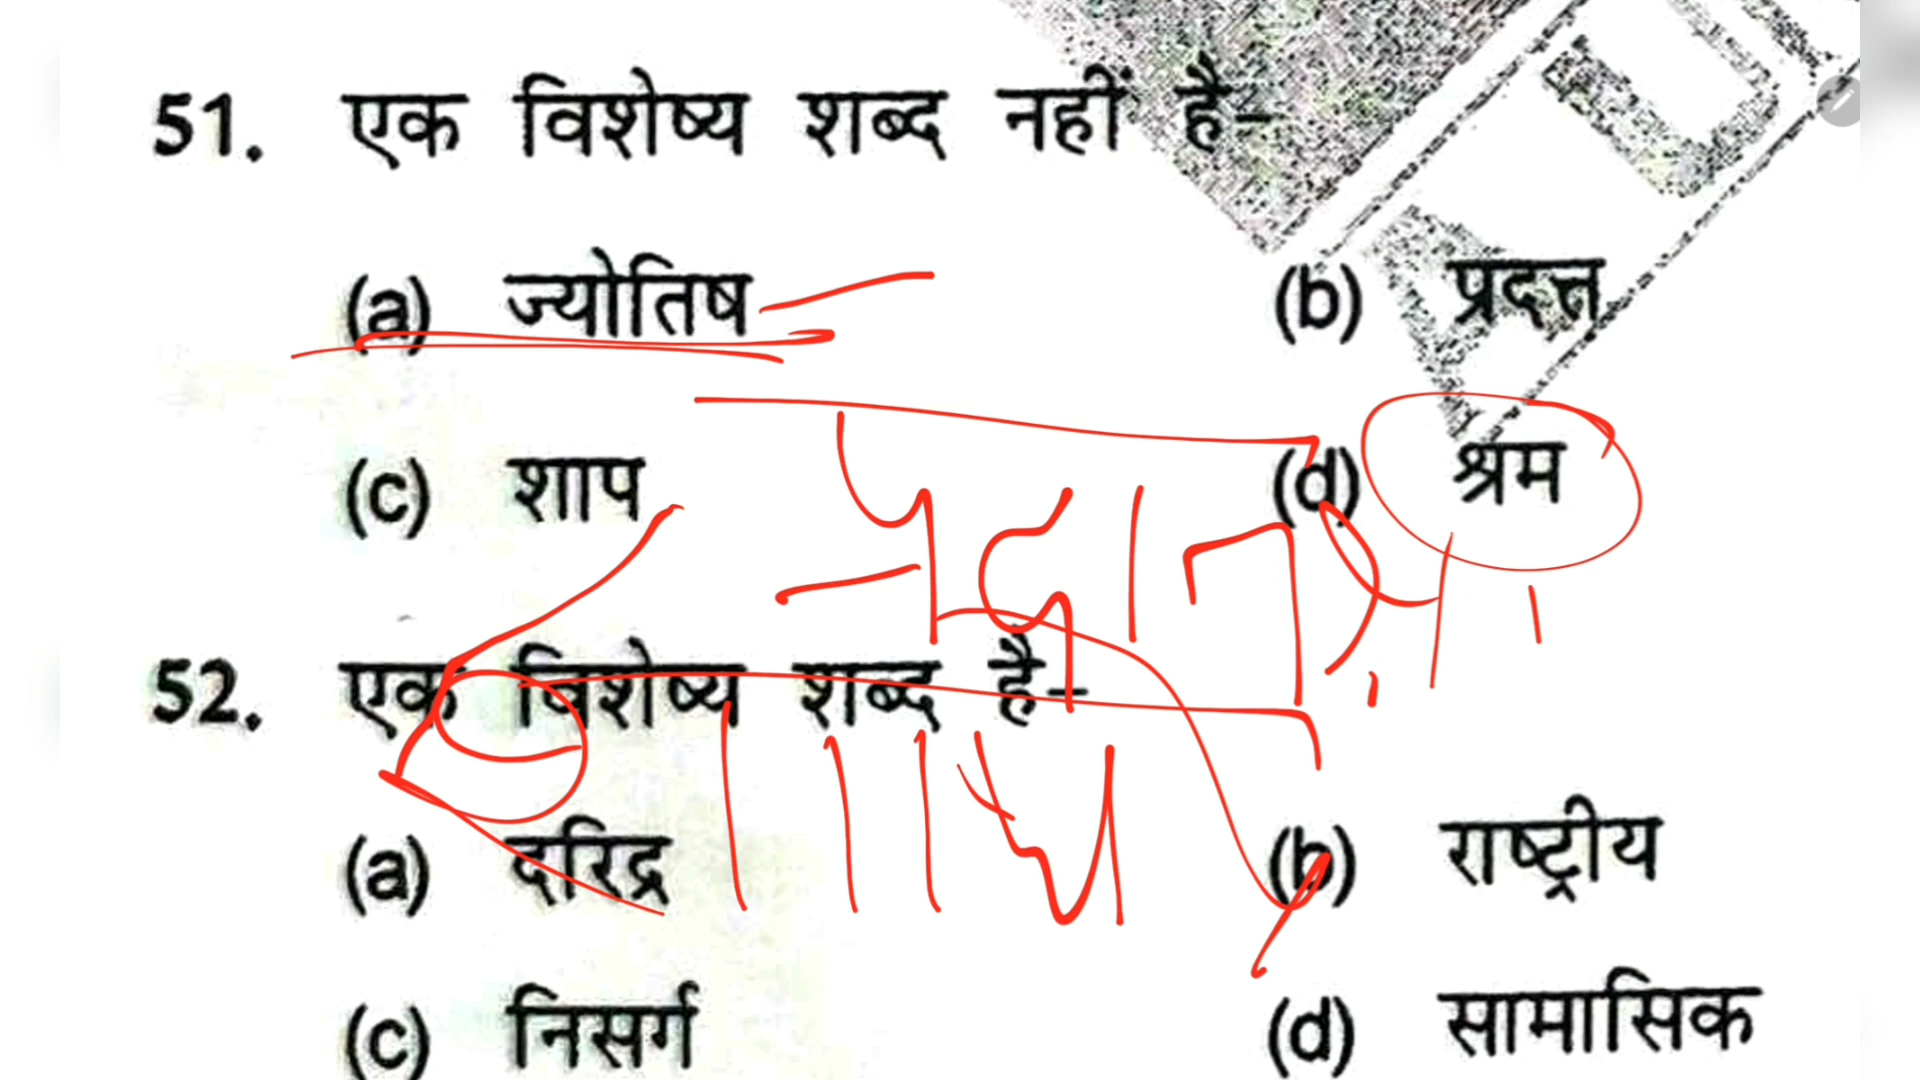 51. एक विशेष्य शब्द नहीं है–
(a) ज्योतिष (b) प्रदत्त
(c) शाप (d) श्रम
52. एक विशेष्य शब्द है–
(a) दरिद्र (b) राष्ट्रीय
(c) निसर्ग (d) सामासिक